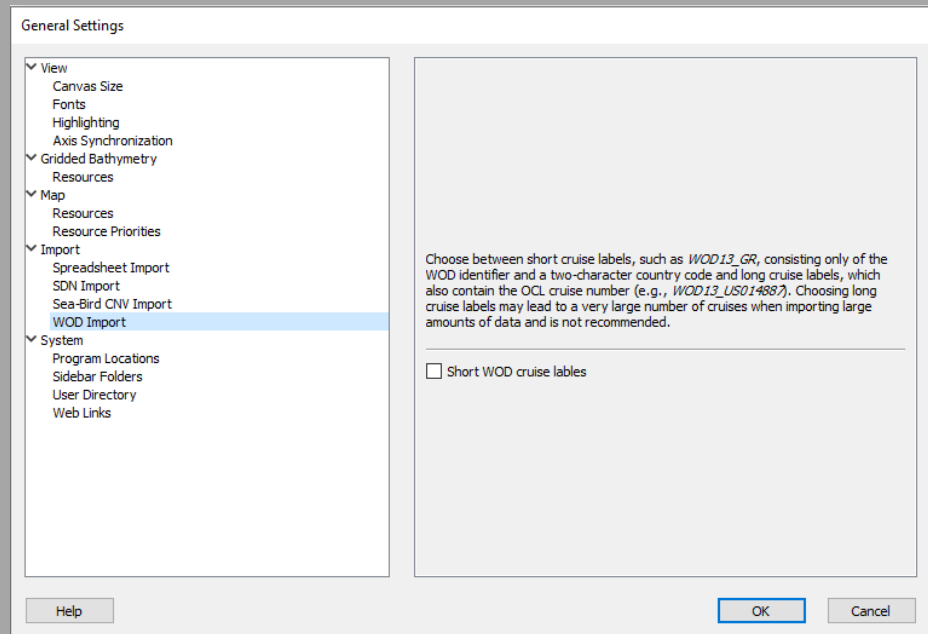 General Settings
View
Canvas Size
Fonts
Highlighting
Axis Synchronization
Gridded Bathymetry
Resources
Map
Resources
Resource Priorities
Import
Spreadsheet Import
SDN Import
Sea-Bird CNV Import
WOD Import
System
Program Locations
Sidebar Folders
User Directory
Web Links
Choose between short cruise labels, such as WOD13_GR, consisting only of the
WOD identifier and a two-character country code and long cruise labels, which
also contain the OCL cruise number (e.g., WOD13_US014887). Choosing long
cruise labels may lead to a very large number of cruises when importing large
amounts of data and is not recommended.
Short WOD cruise lables
Help
OK
Cancel